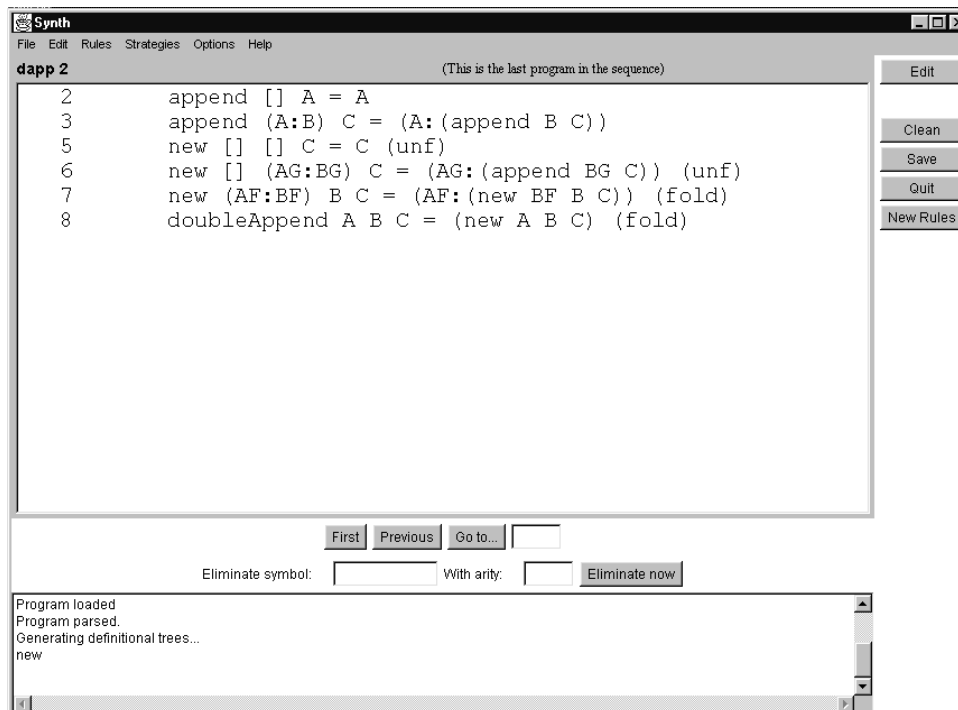 Synth
File Edit Rules Strategies Options Help
dapp 2 (This is the last program in the sequence)
Edit
2 append [] A = A
3 append (A:B) C = (A:(append B C))
Clean
5 new [] [] C = C (unf)
Save
6 new [] (AG:BG) C = (AG:(append BG C)) (unf)
Quit
7 new (AF:BF) B C = (AF:(new BF B C)) (fold)
New Rules
8 doubleAppend A B C = (new A B C) (fold)
First Previous Go to...
Eliminate symbol: With arity: Eliminate now
Program loaded
Program parsed.
Generating definitional trees...
new